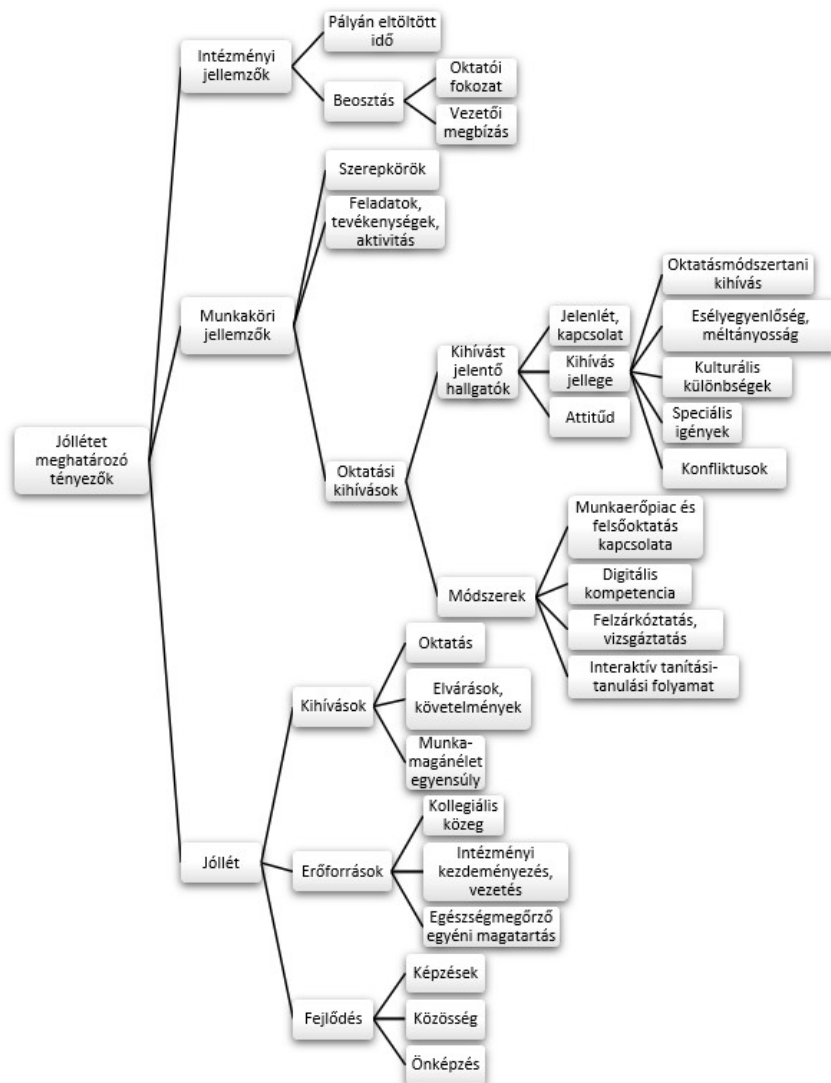 Jóllétet
meghatározó
tényezők
Intézményi
jellemzők
Pályán eltöltött
idő
Beosztás
Oktatói
fokozat
Vezetői
megbízás
Munkaköri
jellemzők
Szerepkörök
Feladatok,
tevékenységek,
aktivitás
Oktatási
kihívások
Kihívást
jelentő
hallgatók
Jelenlét,
kapcsolat
Kihívás
jellege
Oktatásmódszertani
kihívás
Esélyegyenlőség,
méltányosság
Kulturális
különbségek
Speciális
igények
Konfliktusok
Attitűd
Módszerek
Munkaerőpiac és
felsőoktatás
kapcsolata
Digitális
kompetencia
Felzárkóztatás,
vizsgáztatás
Interaktív tanítási-
tanulási folyamat
Jóllét
Kihívások
Oktatás
Elvárások,
követelmények
Munka-
magánélet
egyensúly
Erőforrások
Kollegiális
közeg
Intézményi
kezdeményezés,
vezetés
Egészségmegőrző
egyéni magatartás
Fejlődés
Képzések
Közösség
Önképzés